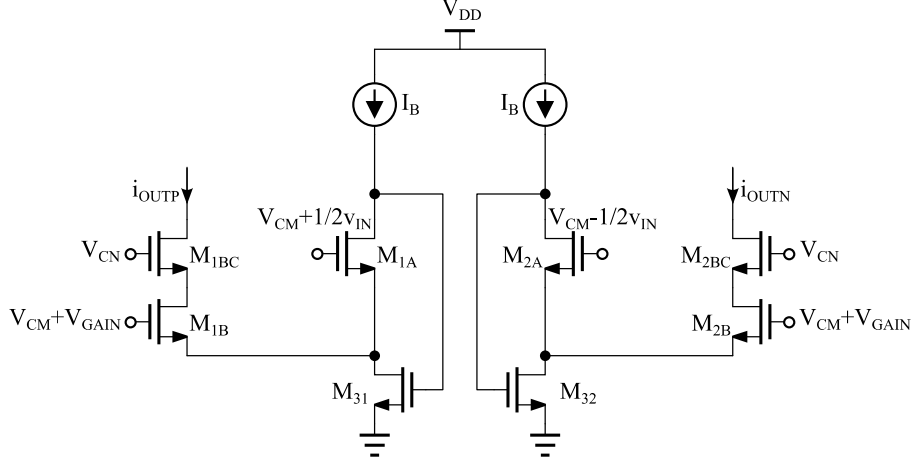 V_DD
I_B
I_B
i_OUTP
i_OUTN
V_CM+1/2v_IN
V_CM-1/2v_IN
V_CN
M_1BC
M_1A
M_2A
M_2BC
V_CN
V_CM+V_GAIN
M_1B
M_2B
V_CM+V_GAIN
M_31
M_32